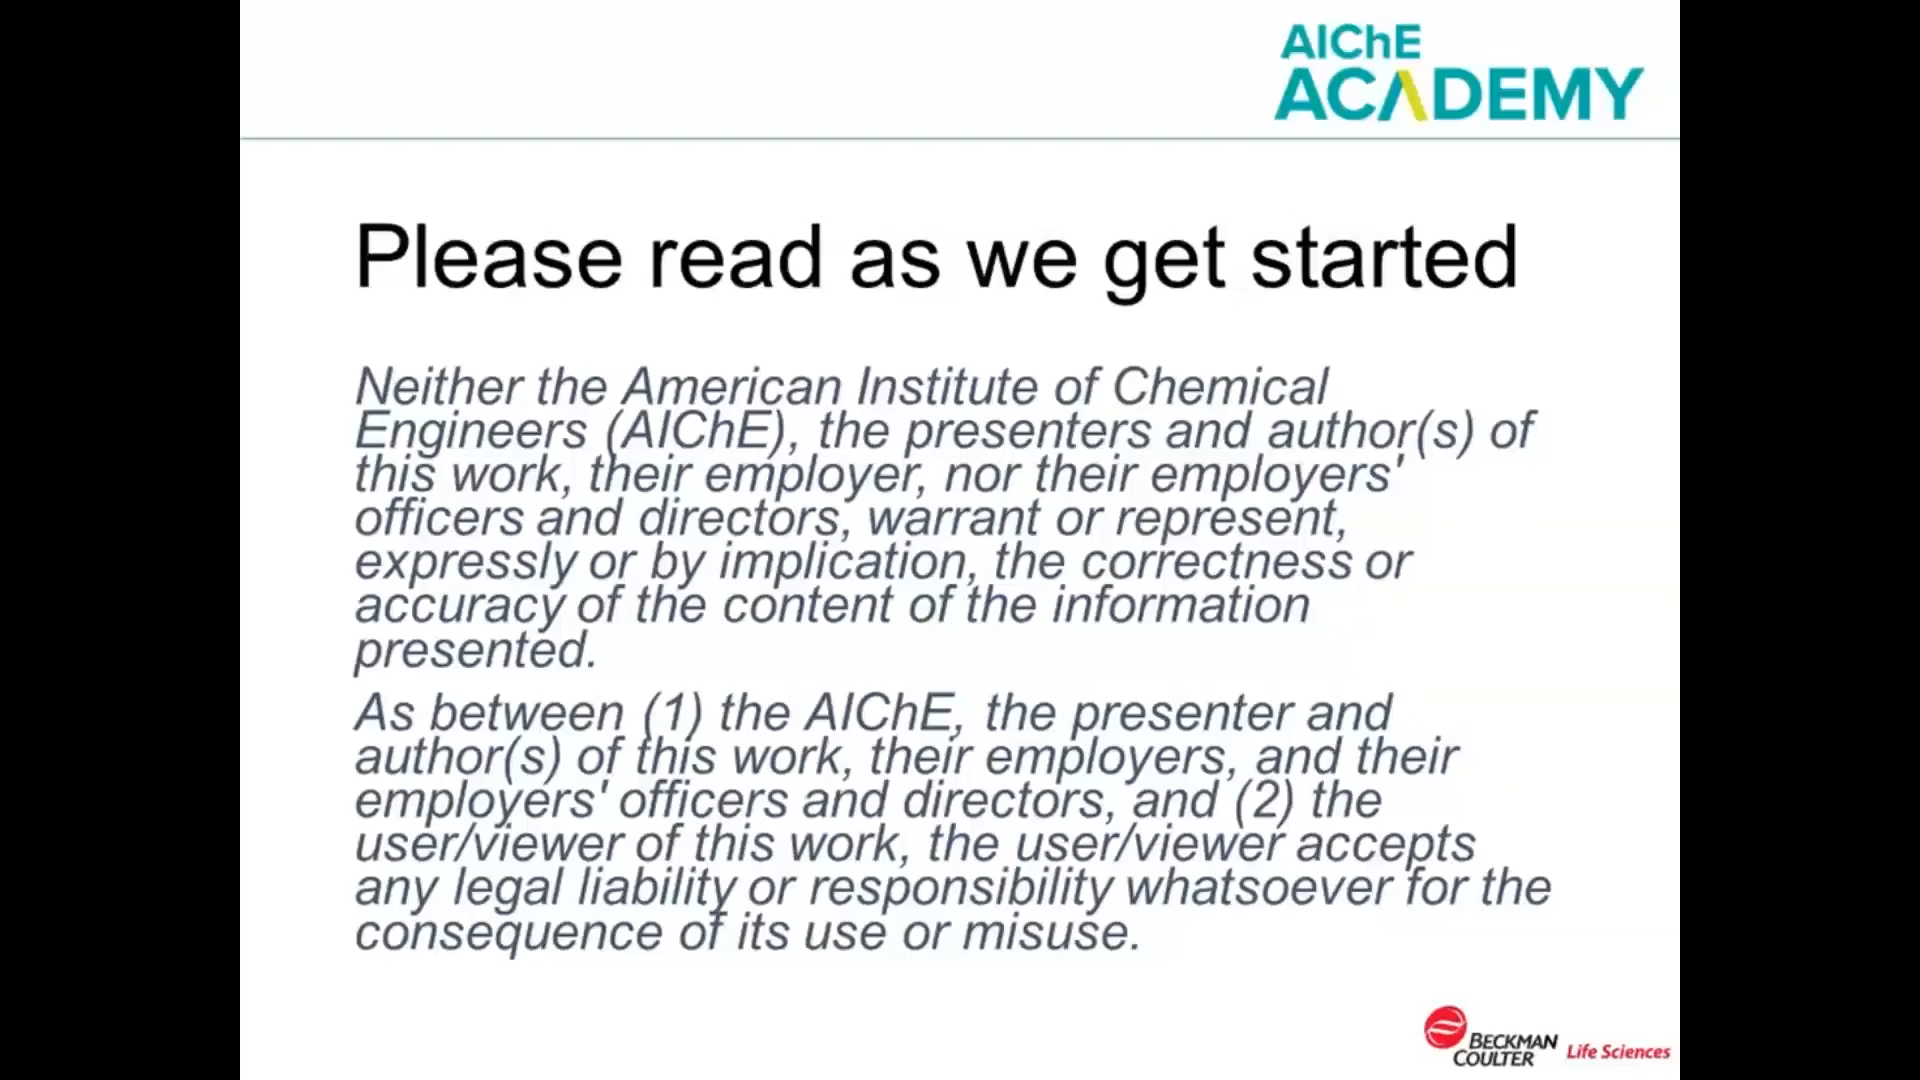 AIChE
ACADEMY
Please read as we get started
Neither the American Institute of Chemical
Engineers (AIChE), the presenters and author(s) of
this work, their employer, nor their employers'
officers and directors, warrant or represent,
expressly or by implication, the correctness or
accuracy of the content of the information
presented.
As between (1) the AIChE, the presenter and
author(s) of this work, their employers, and their
employers' officers and directors, and (2) the
user/viewer of this work, the user/viewer accepts
any legal liability or responsibility whatsoever for the
consequence of its use or misuse.
BECKMAN
COULTER Life Sciences